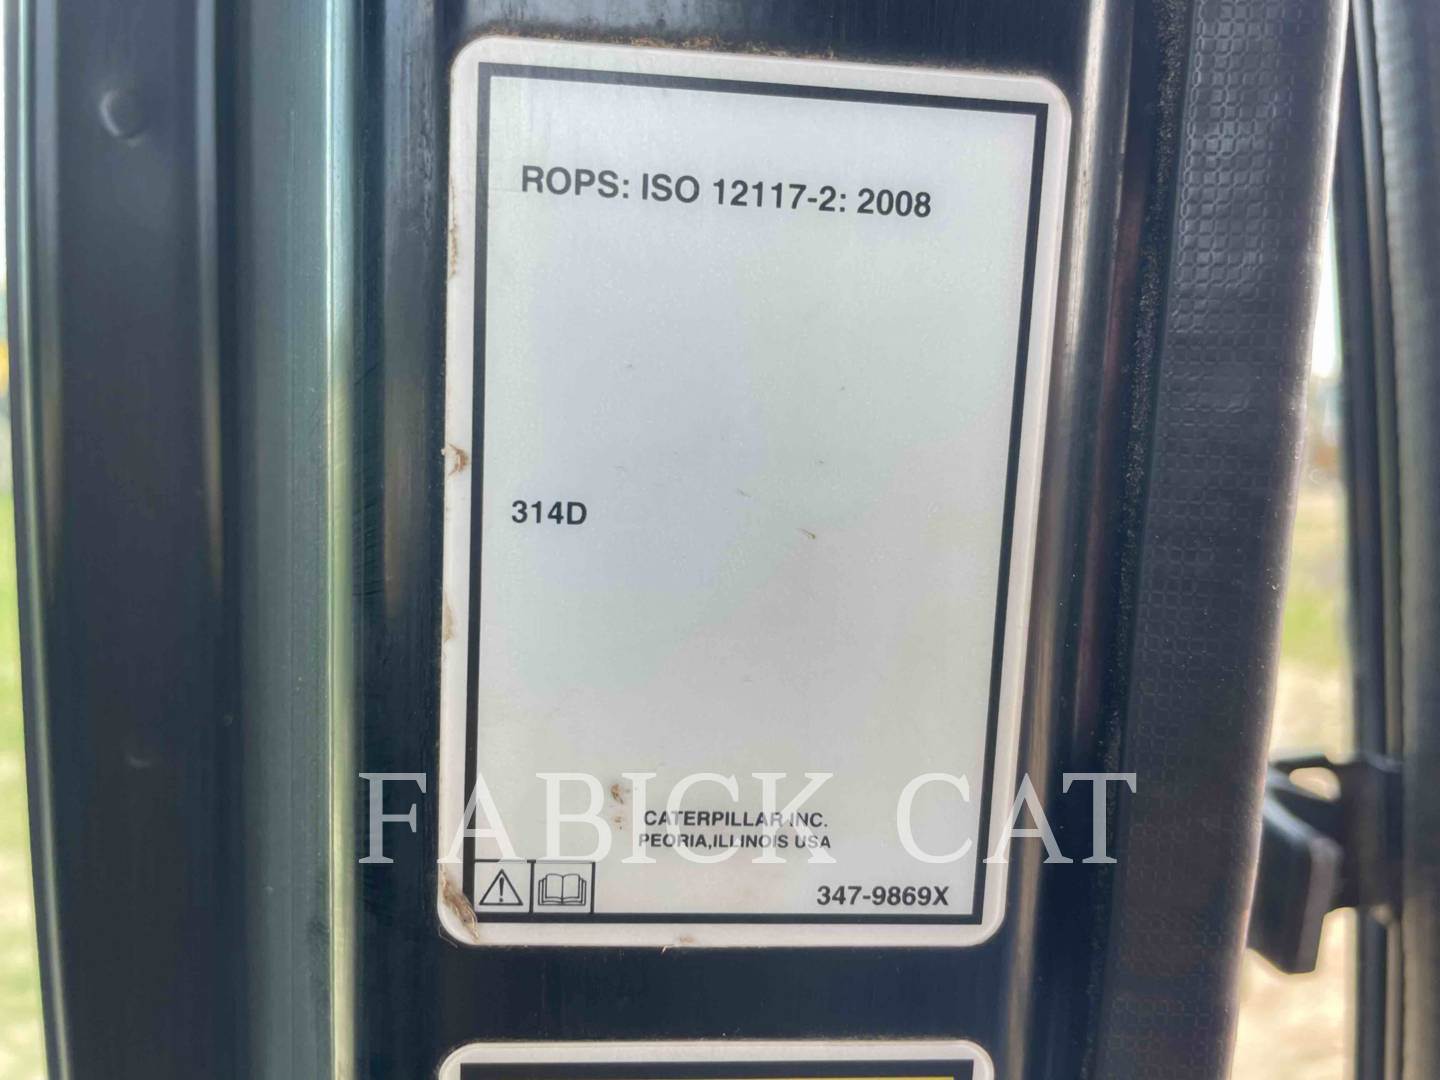 ROPS: ISO 12117-2: 2008
314D
FABICK CAT
CATERPILLAR INC.
PEORIA,ILLINOIS USA
347-9869X